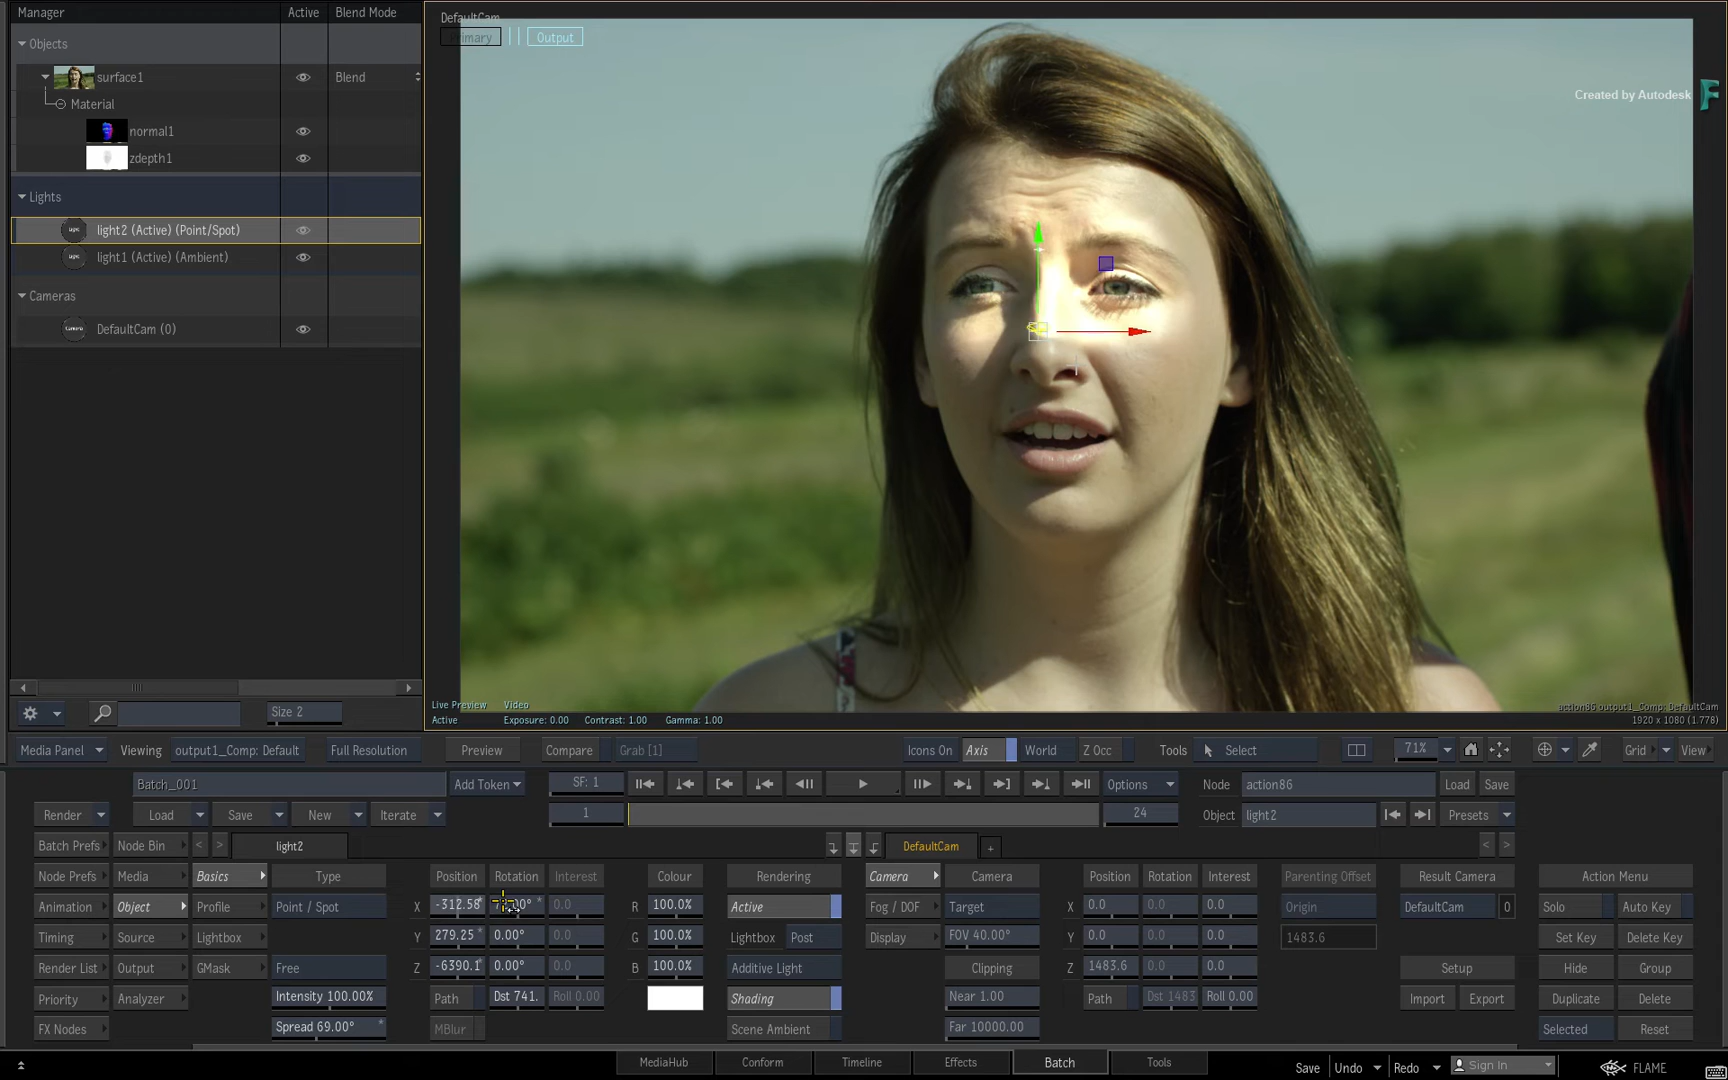 Manager Active Blend Mode
Objects
surface1 Blend
Material
normal1
zdepth1
Lights
light2 (Active) (Point/Spot)
light1 (Active) (Ambient)
Cameras
DefaultCam (0)
Size 2
DefaultCam
Primary Output
Created by Autodesk
Live Preview Video
Active Exposure: 0.00 Contrast: 1.00 Gamma: 1.00
action86 output1_Comp: DefaultCam
1920 x 1080 (1.778)
Media Panel Viewing output1_Comp: Default Full Resolution Preview Compare Grab [1] Icons On Axis World Z Occ Tools Select 71% Grid View
Batch_001 Add Token SF: 1 Options Node action86 Load Save
Render Load Save New Iterate 1 24 Object light2 Presets
Batch Prefs Node Bin < > light2 DefaultCam + < >
Node Prefs Media Basics Type Position Rotation Interest Colour Rendering Camera Camera Position Rotation Interest Parenting Offset Result Camera Action Menu
Animation Object Profile Point / Spot X -312.58 0.0 R 100.0% Active Fog / DOF Target X 0.0 0.0 0.0 Origin DefaultCam 0 Solo Auto Key
Timing Source Lightbox Y 279.25 0.00° 0.0 G 100.0% Lightbox Post Display FOV 40.00° Y 0.0 0.0 0.0 1483.6 Set Key Delete Key
Render List Output GMask Free Z -6390.1 0.00° 0.0 B 100.0% Additive Light Clipping Z 1483.6 0.0 0.0 Setup Hide Group
Priority Analyzer Intensity 100.00% Path Dst 741. Roll 0.00 Shading Near 1.00 Path Dst 1483 Roll 0.00 Import Export Duplicate Delete
FX Nodes Spread 69.00° MBlur Scene Ambient Far 10000.00 Selected Reset
MediaHub Conform Timeline Effects Batch Tools Save Undo Redo Sign In FLAME